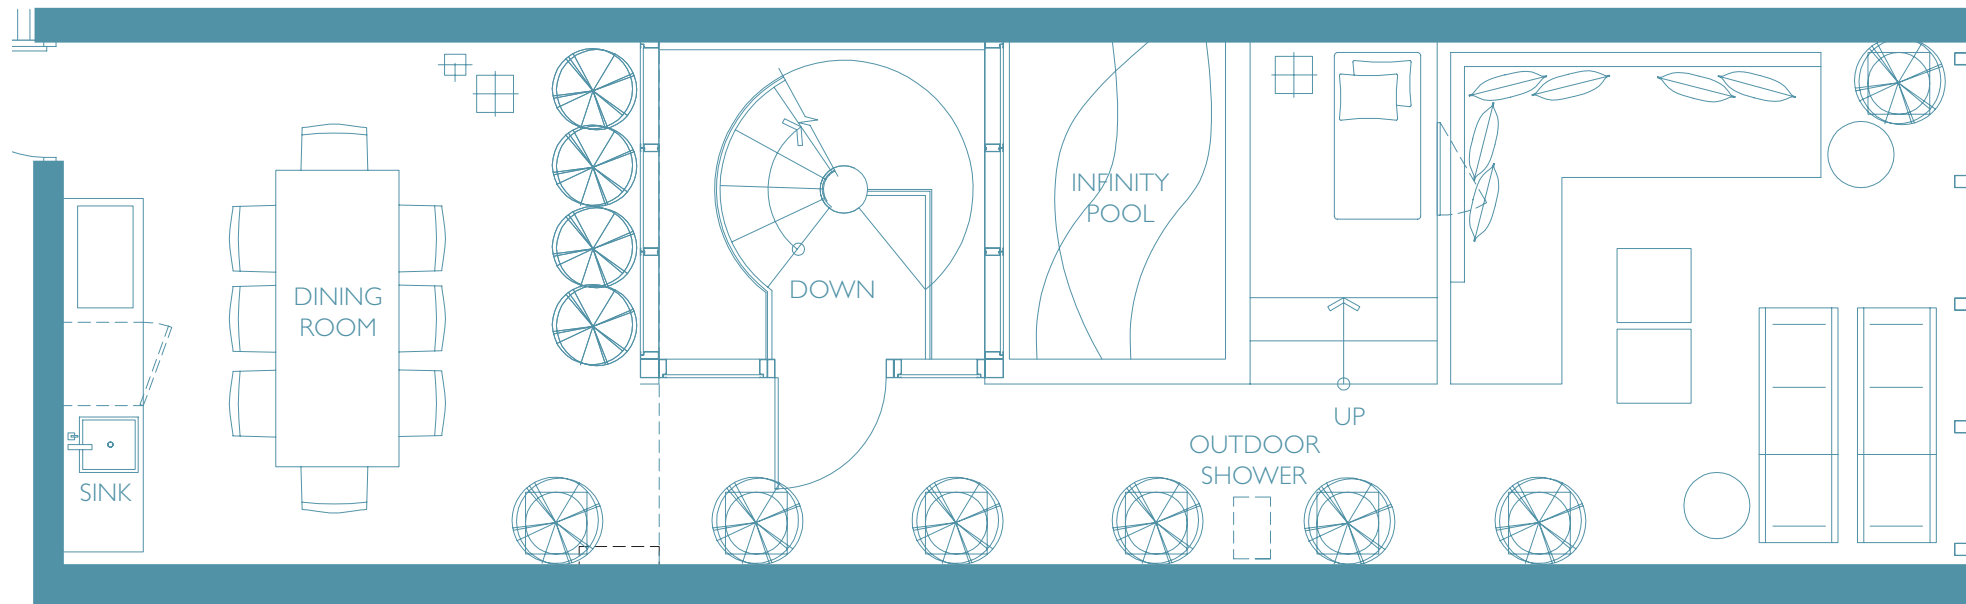 DINING
ROOM
SINK
DOWN
INFINITY
POOL
UP
OUTDOOR
SHOWER